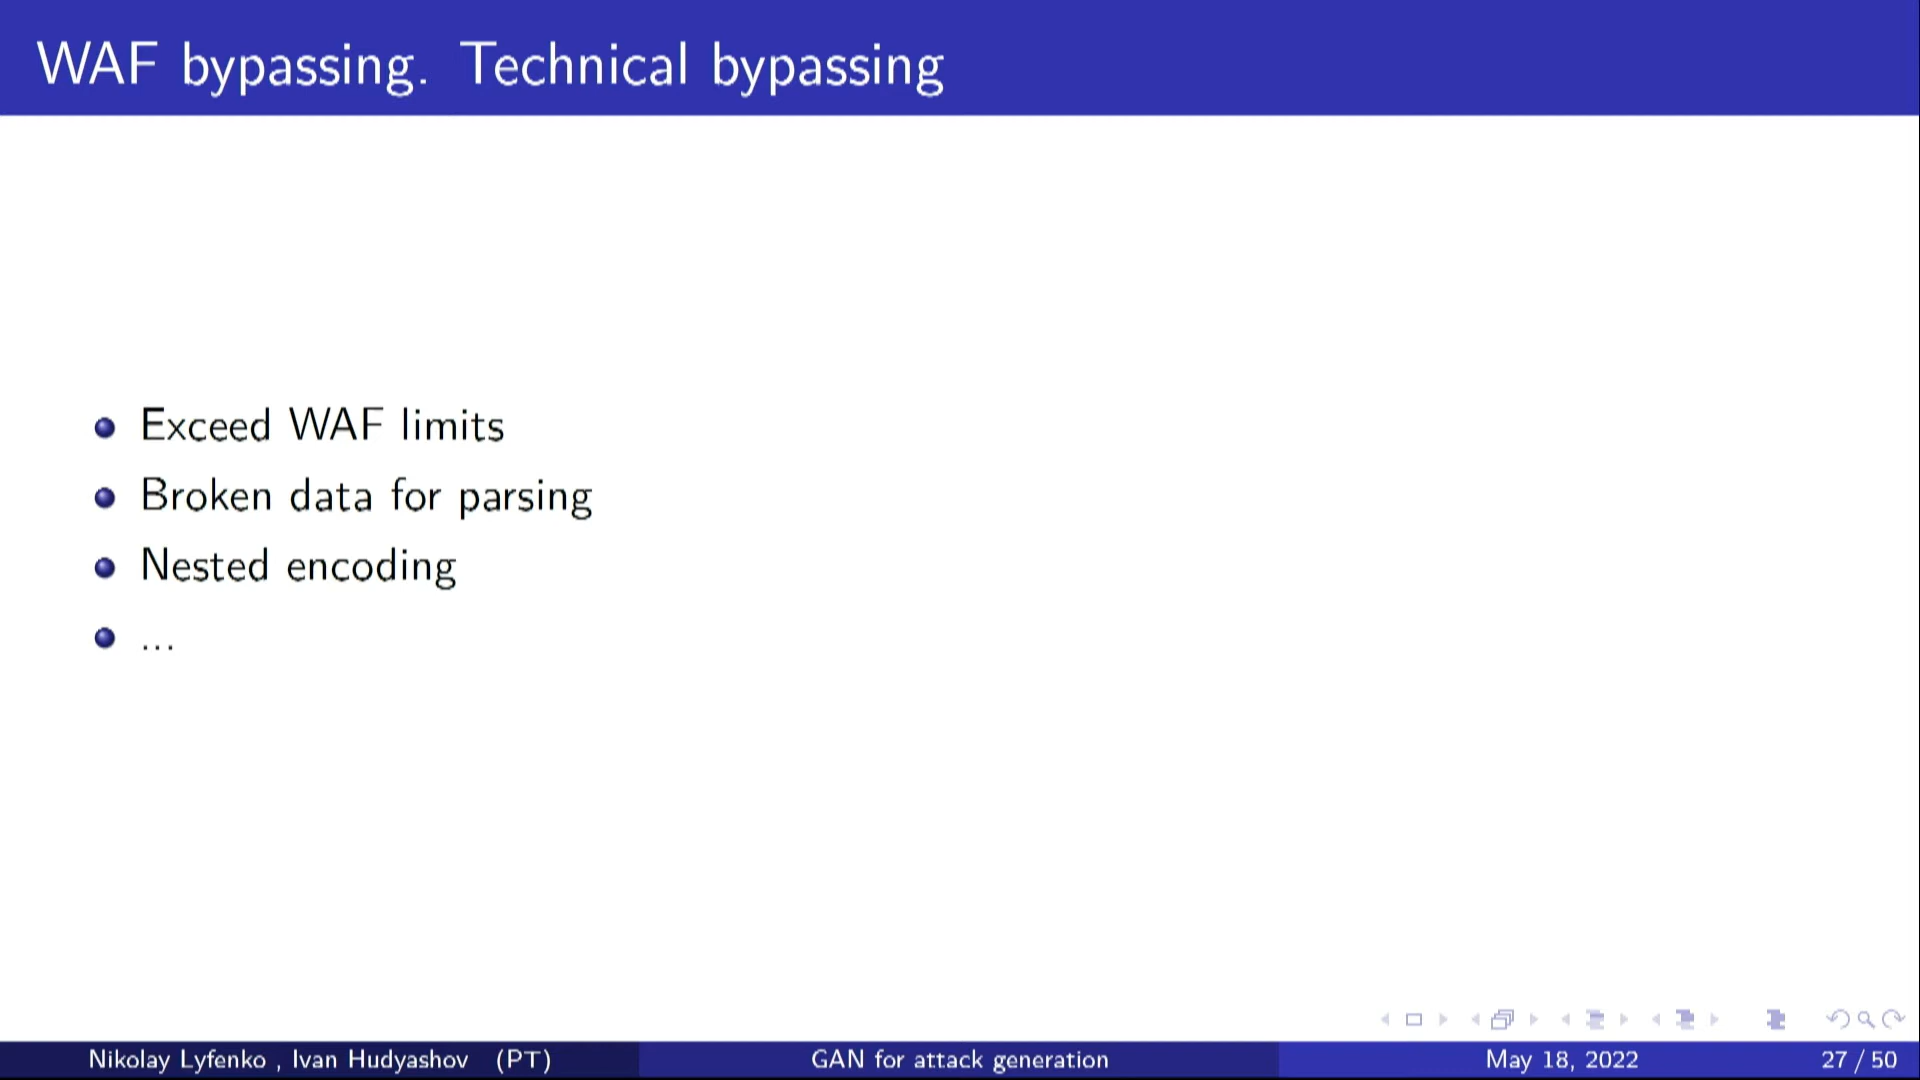 WAF bypassing. Technical bypassing
Exceed WAF limits
Broken data for parsing
Nested encoding
...
Nikolay Lyfenko , Ivan Hudyashov (PT)
GAN for attack generation
May 18, 2022
27 / 50